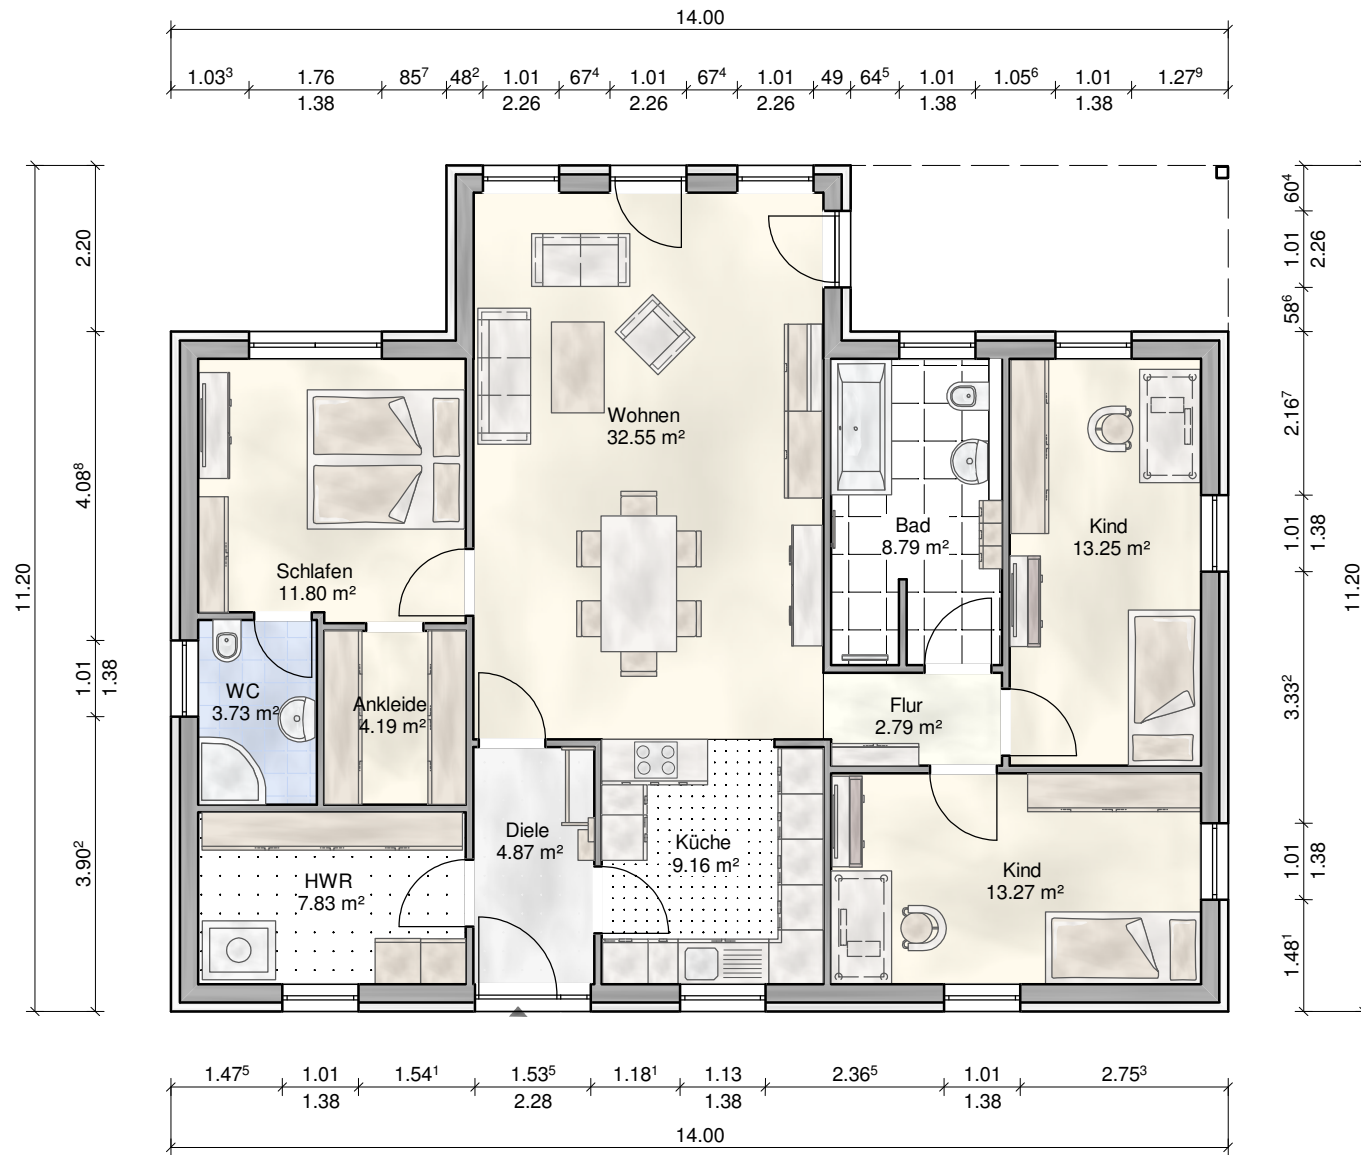 14.00
1.03³ 1.76 85⁷ 48² 1.01 67⁴ 1.01 67⁴ 1.01 49 64⁵ 1.01 1.05⁶ 1.01 1.27⁹
1.38 2.26 2.26 2.26 1.38 1.38
11.20
2.20
4.08⁸
1.01
1.38
3.90²
60⁴
1.01
2.26
58⁶
2.16⁷
1.01
1.38
3.33²
1.01
1.38
1.48¹
11.20
Wohnen
32.55 m²
Schlafen
11.80 m²
Bad
8.79 m²
Kind
13.25 m²
WC
3.73 m²
Ankleide
4.19 m²
Flur
2.79 m²
Diele
4.87 m²
Küche
9.16 m²
HWR
7.83 m²
Kind
13.27 m²
1.47⁵ 1.01 1.54¹ 1.53⁵ 1.18¹ 1.13 2.36⁵ 1.01 2.75³
1.38 2.28 1.38 1.38
14.00